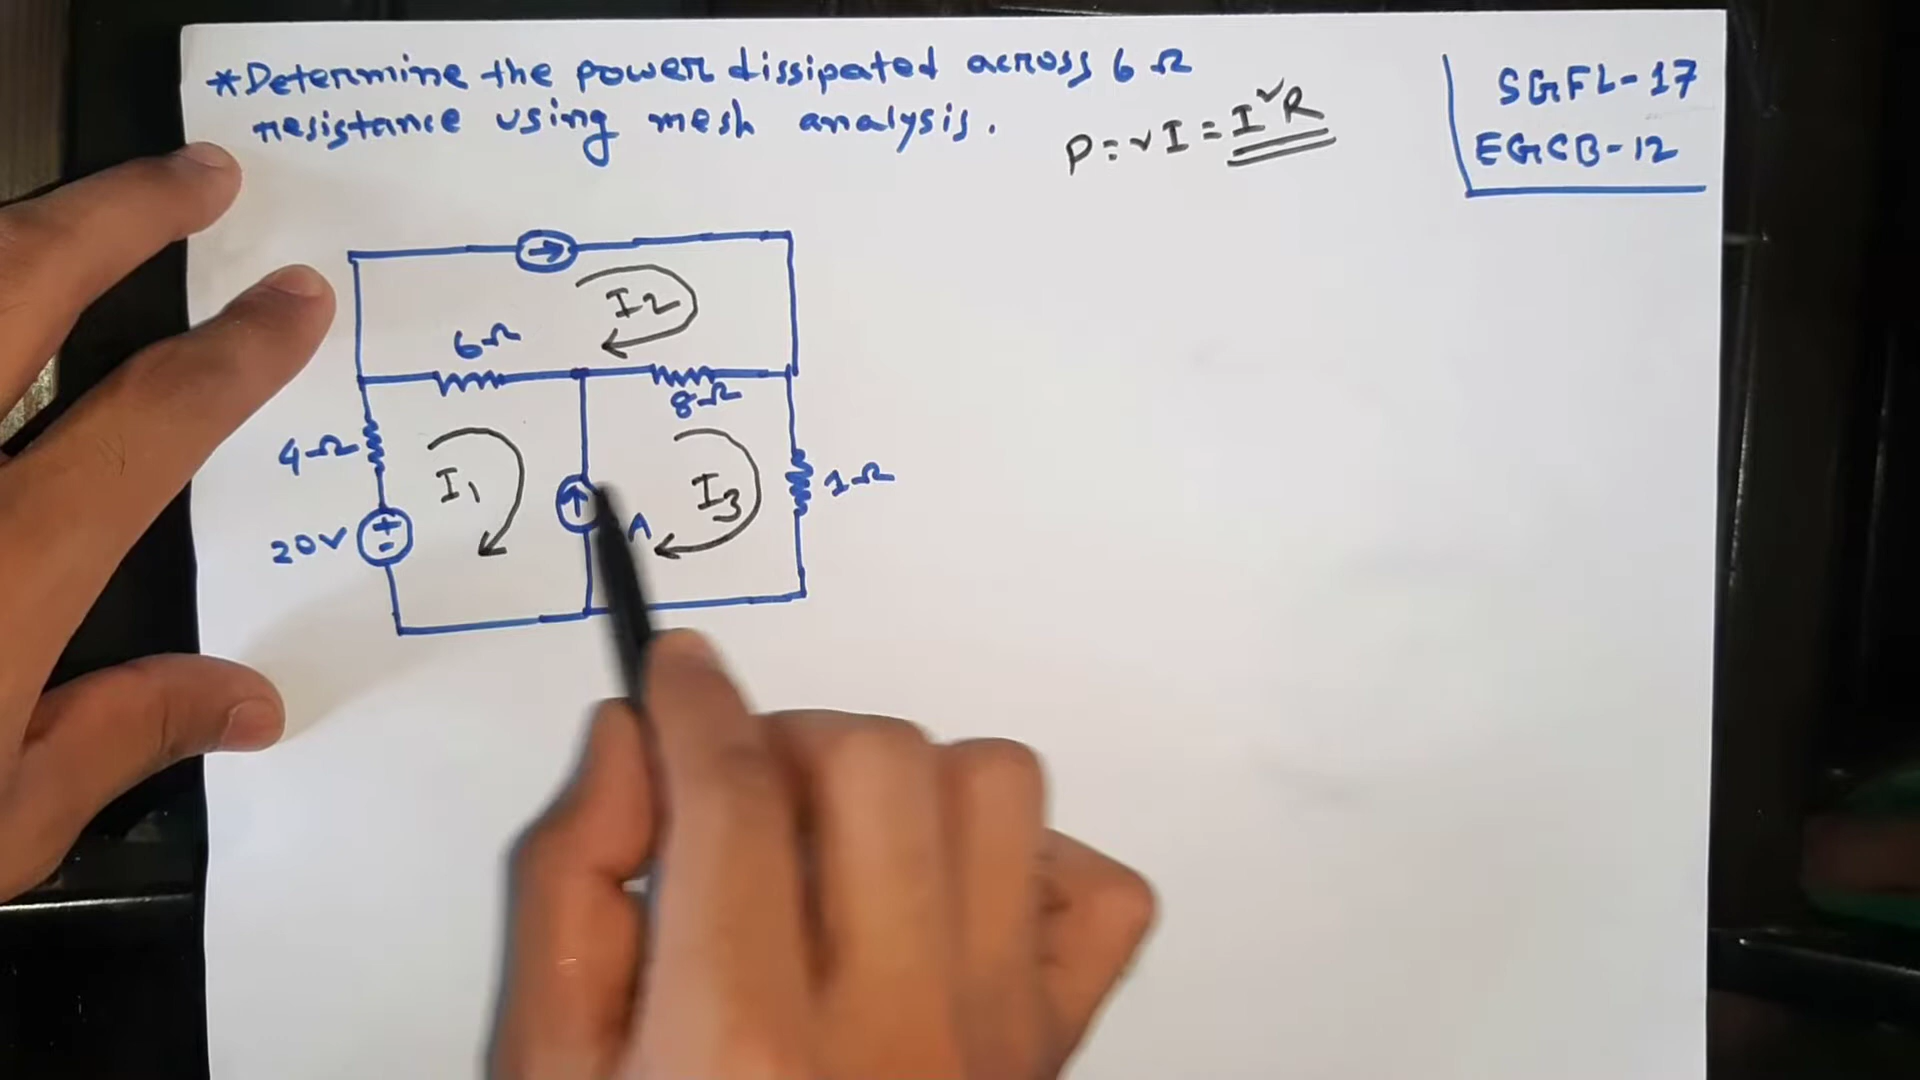 *Determine the power dissipated across 6Ω
resistance using mesh analysis.
P = vI = I²R
SGFL-17
EGCB-12
I2
6Ω
8Ω
4Ω
I1
I3
1Ω
20V
A